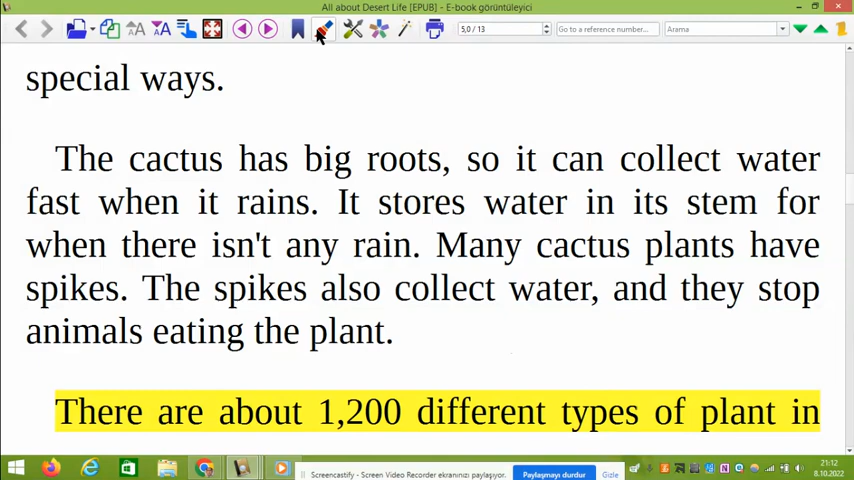 All about Desert Life [EPUB] - E-book görüntüleyici
5,0 / 13
Go to a reference number...
Arama
special ways.
The cactus has big roots, so it can collect water
fast when it rains. It stores water in its stem for
when there isn't any rain. Many cactus plants have
spikes. The spikes also collect water, and they stop
animals eating the plant.
There are about 1,200 different types of plant in
Screencastify - Screen Video Recorder ekranınızı paylaşıyor.
Paylaşmayı durdur
Gizle
21:12
8.10.2022